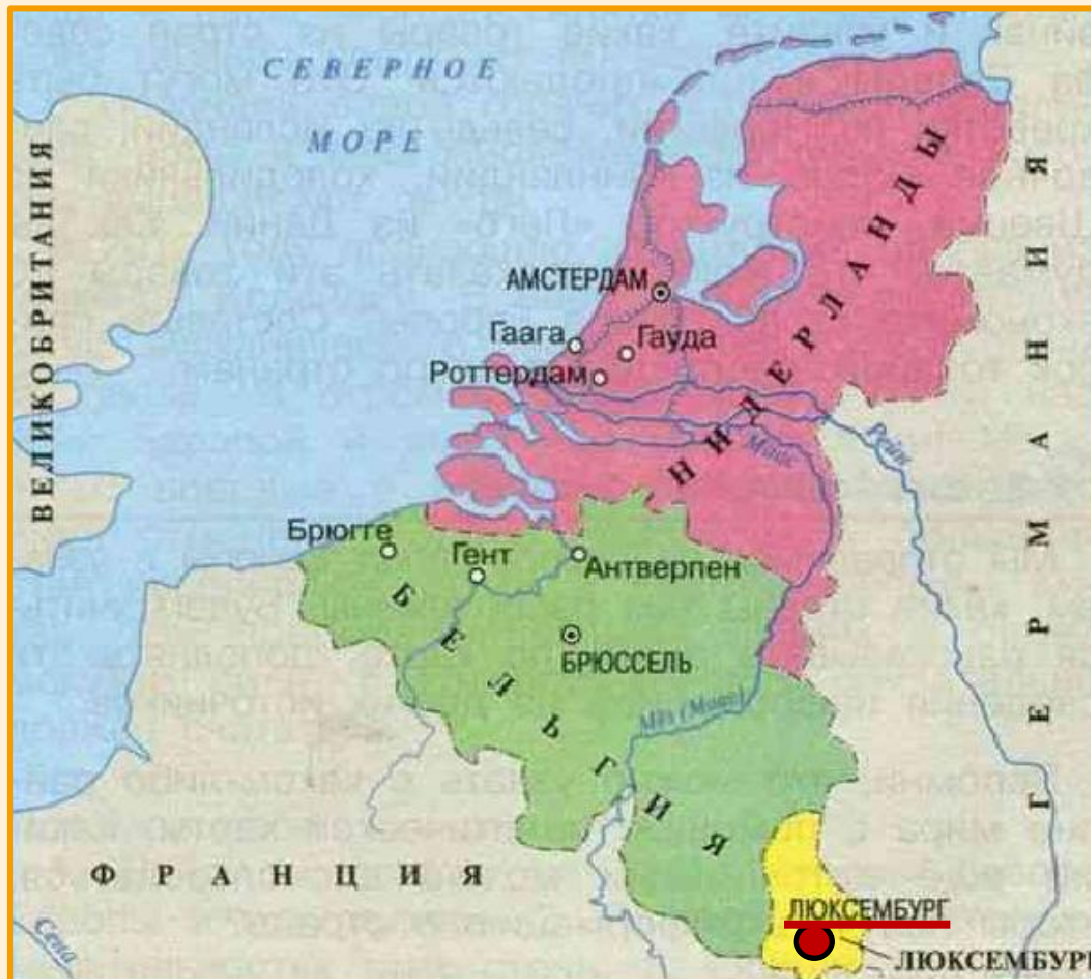 СЕВЕРНОЕ
МОРЕ
ВЕЛИКОБРИТАНИЯ
НИДЕРЛАНДЫ
ГЕРМАНИЯ
АМСТЕРДАМ
Гаага
Гауда
Роттердам
Маас
Рейн
Брюгге
Гент
Антверпен
БЕЛЬГИЯ
БРЮССЕЛЬ
ФРАНЦИЯ
Сена
ЛЮКСЕМБУРГ
ЛЮКСЕМБУРГ